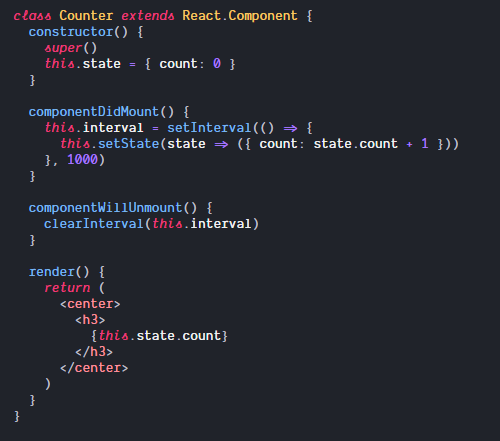 class Counter extends React.Component {
  constructor() {
    super()
    this.state = { count: 0 }
  }

  componentDidMount() {
    this.interval = setInterval(() => {
      this.setState(state => ({ count: state.count + 1 }))
    }, 1000)
  }

  componentWillUnmount() {
    clearInterval(this.interval)
  }

  render() {
    return (
      <center>
        <h3>
          {this.state.count}
        </h3>
      </center>
    )
  }
}